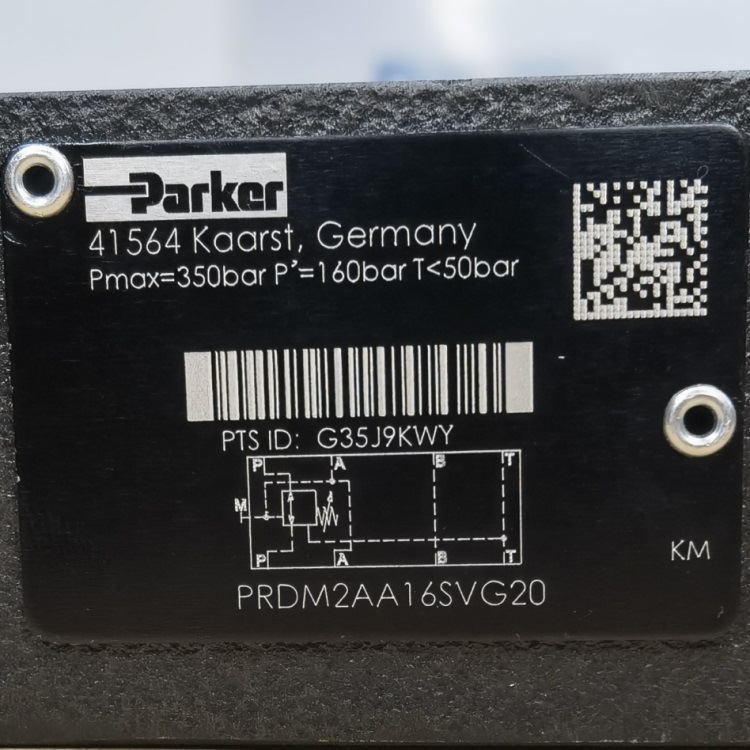 Parker
41564 Kaarst, Germany
Pmax=350bar P'=160bar T<50bar
PTS ID: G35J9KWY
P A B T
M
P A B T
KM
PRDM2AA16SVG20